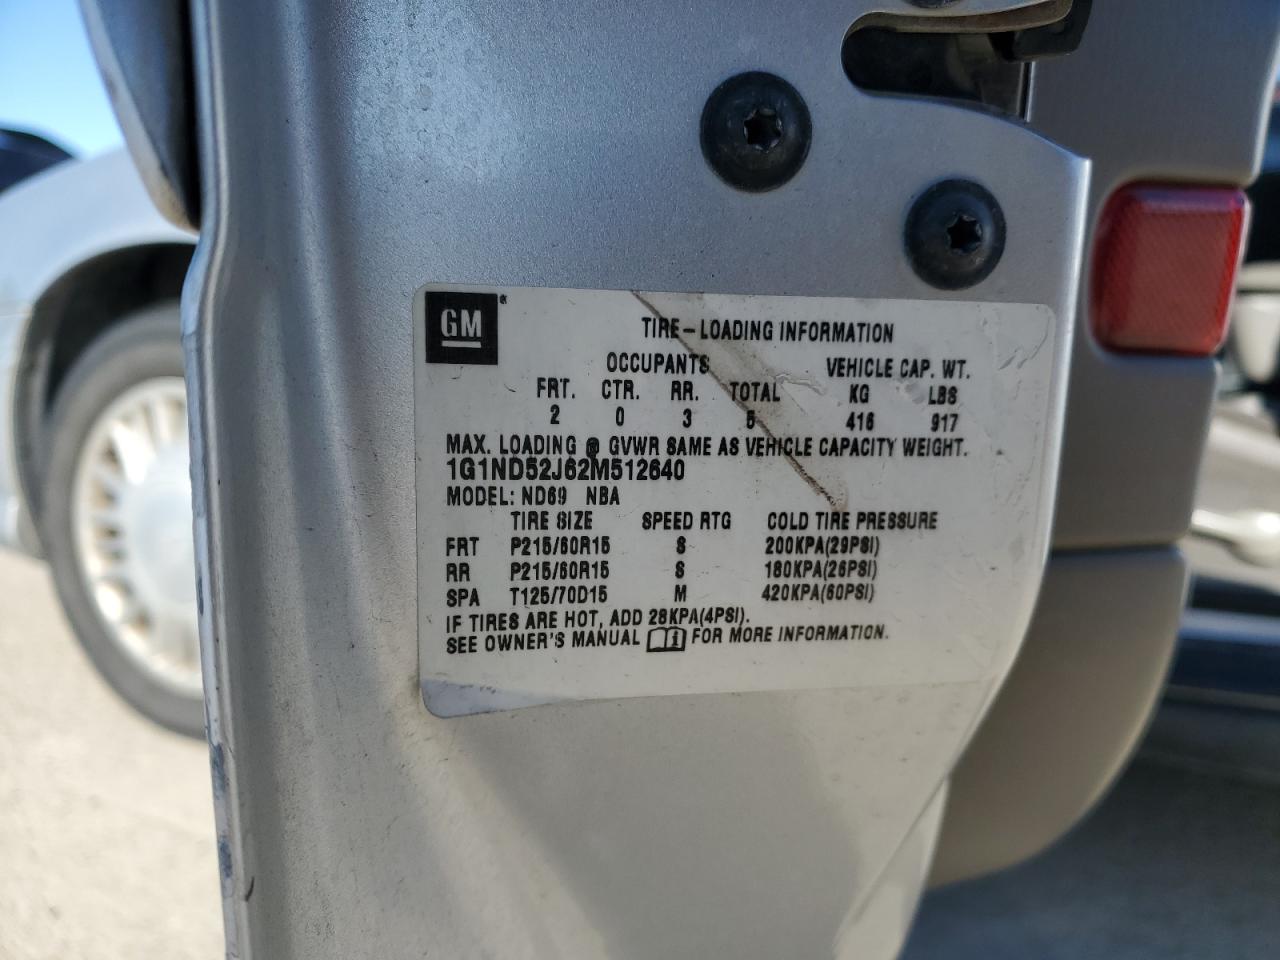 GM
TIRE-LOADING INFORMATION
OCCUPANTS VEHICLE CAP. WT.
FRT. CTR. RR. TOTAL KG LBS
2 0 3 5 416 917
MAX. LOADING @ GVWR SAME AS VEHICLE CAPACITY WEIGHT.
1G1ND52J62M512640
MODEL: ND69 NBA
TIRE SIZE SPEED RTG COLD TIRE PRESSURE
FRT P215/60R15 S 200KPA(29PSI)
RR P215/60R15 S 180KPA(26PSI)
SPA T125/70D15 M 420KPA(60PSI)
IF TIRES ARE HOT, ADD 28KPA(4PSI).
SEE OWNER'S MANUAL FOR MORE INFORMATION.